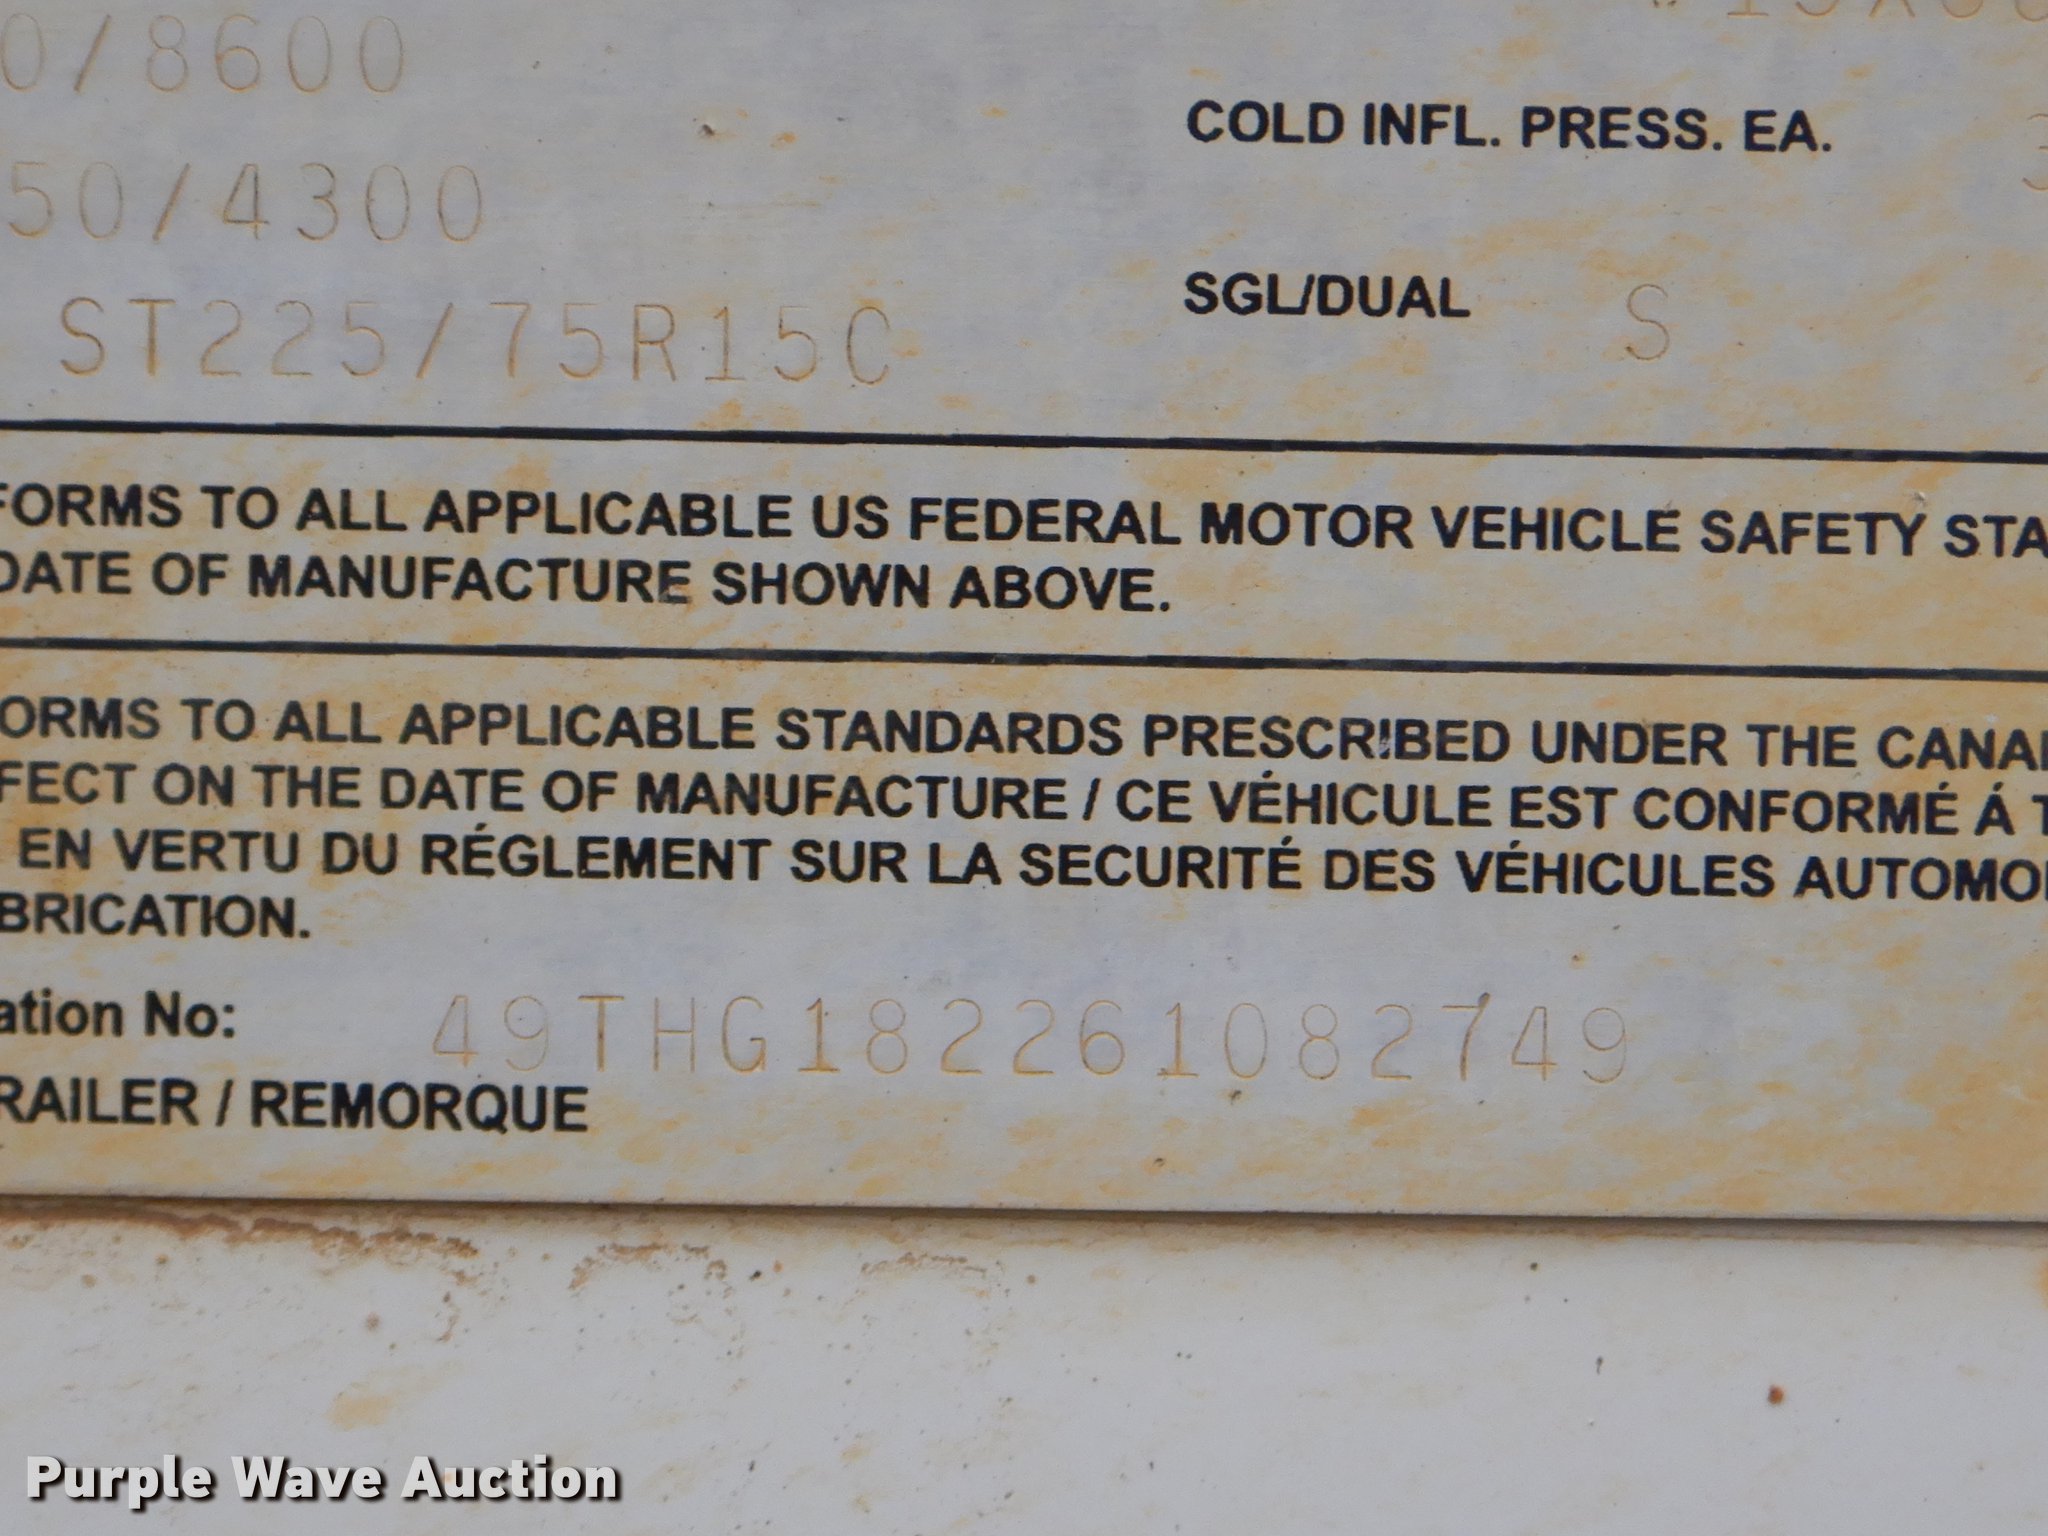 0/8600
15X6
COLD INFL. PRESS. EA.
50/4300
SGL/DUAL S
ST225/75R15C
FORMS TO ALL APPLICABLE US FEDERAL MOTOR VEHICLE SAFETY STA
DATE OF MANUFACTURE SHOWN ABOVE.
ORMS TO ALL APPLICABLE STANDARDS PRESCRIBED UNDER THE CANA
FECT ON THE DATE OF MANUFACTURE / CE VÉHICULE EST CONFORMÉ Á T
EN VERTU DU RÉGLEMENT SUR LA SECURITÉ DES VÉHICULES AUTOMO
BRICATION.
ation No: 49THG182261082749
RAILER / REMORQUE
Purple Wave Auction